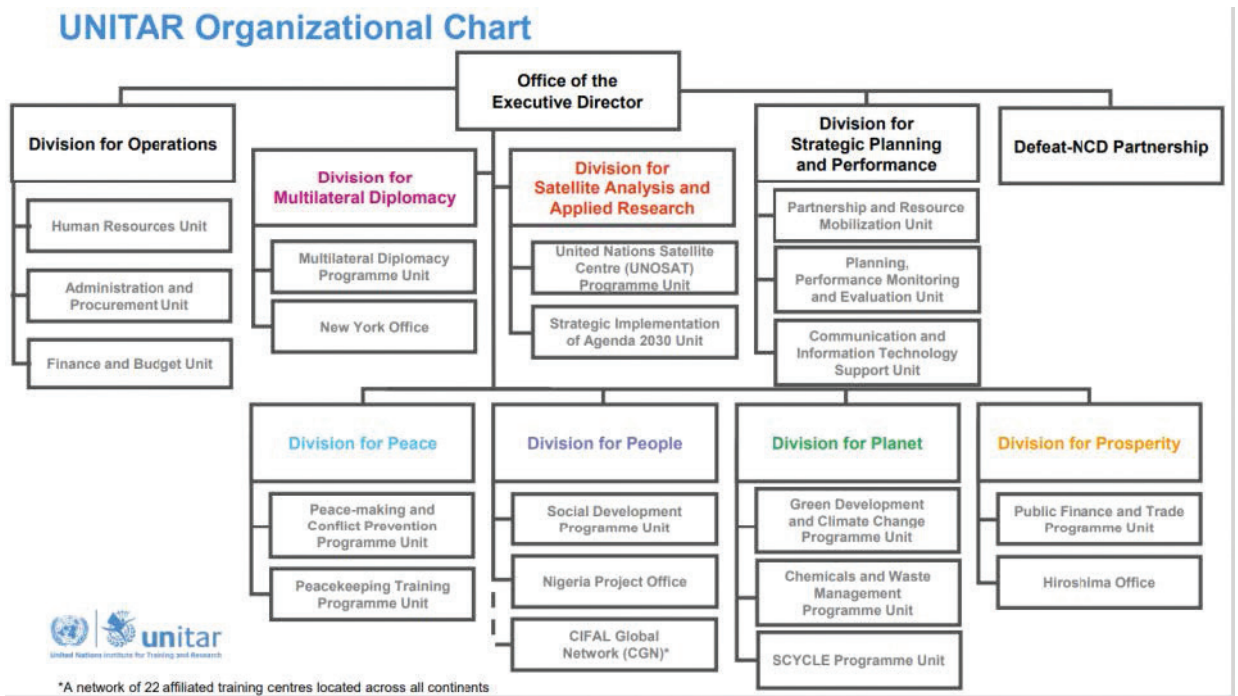 UNITAR Organizational Chart
Office of the
Executive Director
Division for Operations
Human Resources Unit
Administration and
Procurement Unit
Finance and Budget Unit
Division for
Multilateral Diplomacy
Multilateral Diplomacy
Programme Unit
New York Office
Division for
Satellite Analysis and
Applied Research
United Nations Satellite
Centre (UNOSAT)
Programme Unit
Strategic Implementation
of Agenda 2030 Unit
Division for
Strategic Planning
and Performance
Partnership and Resource
Mobilization Unit
Planning,
Performance Monitoring
and Evaluation Unit
Communication and
Information Technology
Support Unit
Defeat-NCD Partnership
Division for Peace
Peace-making and
Conflict Prevention
Programme Unit
Peacekeeping Training
Programme Unit
Division for People
Social Development
Programme Unit
Nigeria Project Office
CIFAL Global
Network (CGN)*
Division for Planet
Green Development
and Climate Change
Programme Unit
Chemicals and Waste
Management
Programme Unit
SCYCLE Programme Unit
Division for Prosperity
Public Finance and Trade
Programme Unit
Hiroshima Office
unitar
United Nations Institute for Training and Research
*A network of 22 affiliated training centres located across all continents